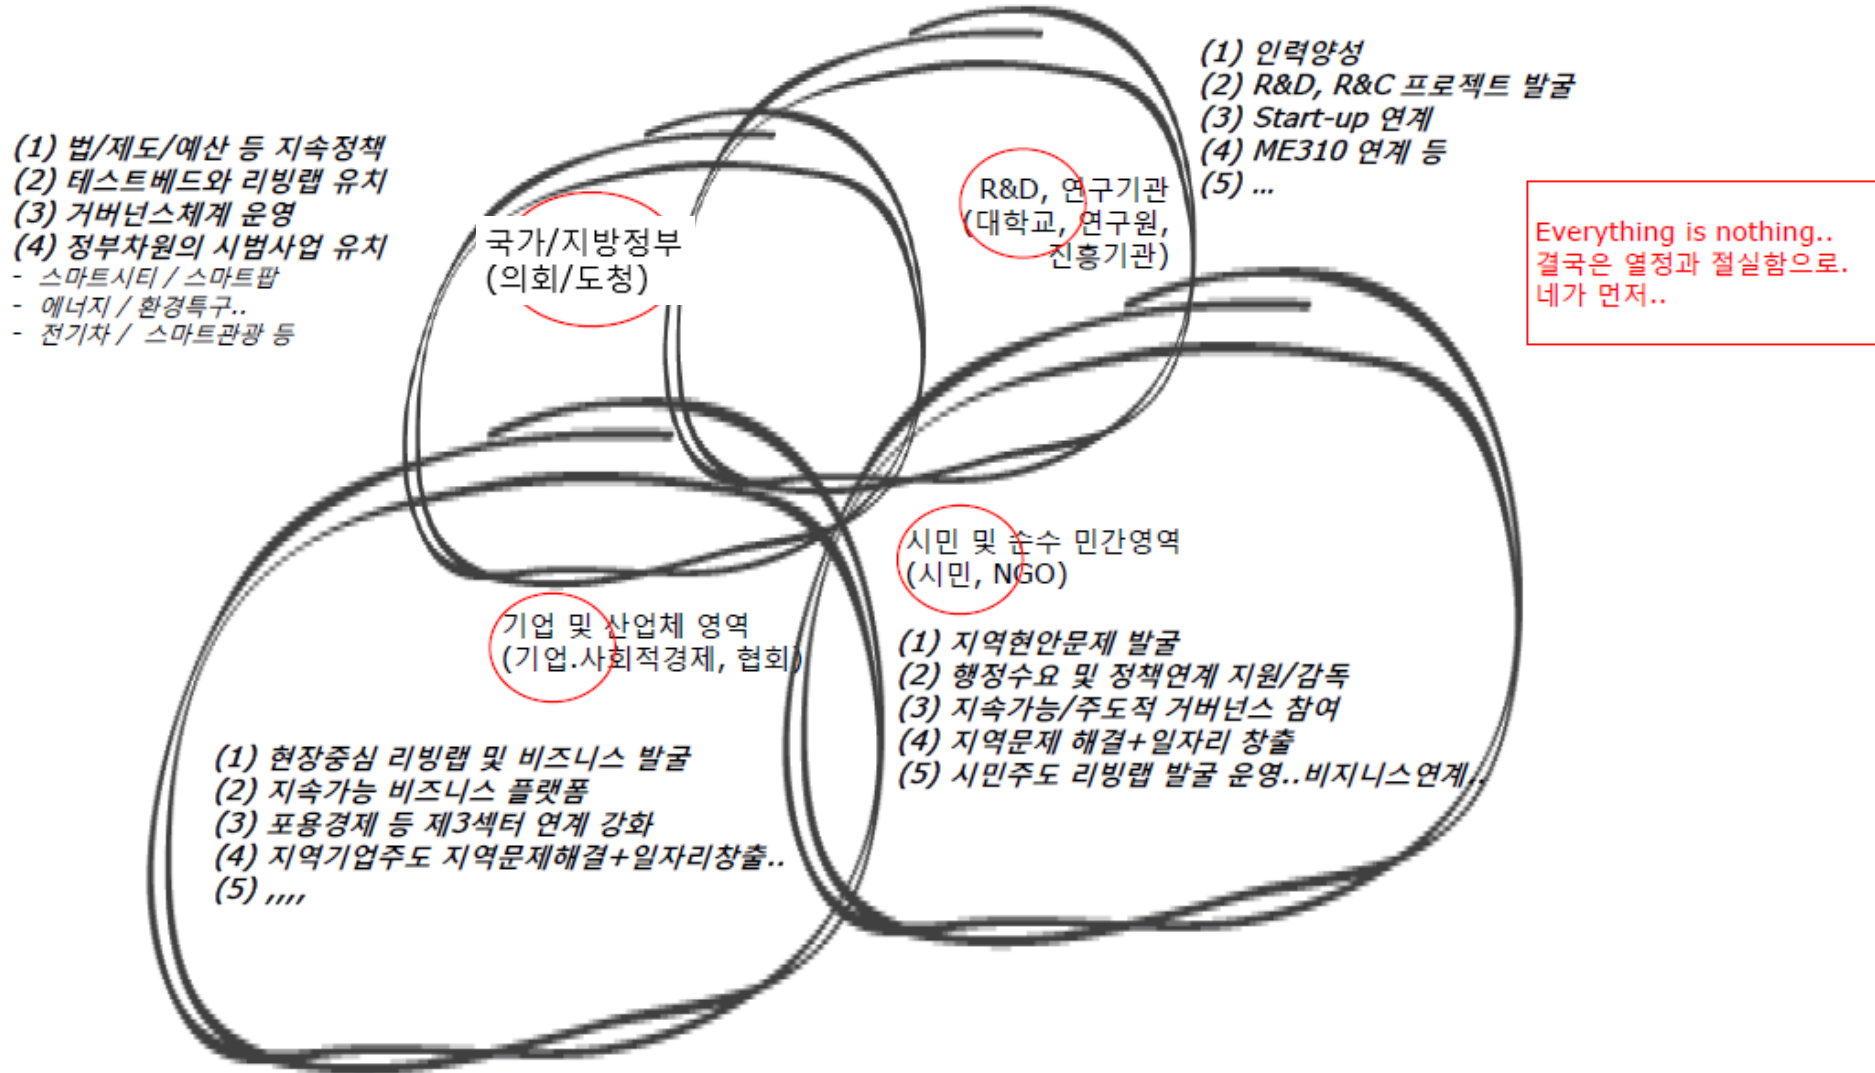 (1) 법/제도/예산 등 지속정책
(2) 테스트베드와 리빙랩 유치
(3) 거버넌스체계 운영
(4) 정부차원의 시범사업 유치
- 스마트시티 / 스마트팝
- 에너지 / 환경특구..
- 전기차 / 스마트관광 등
국가/지방정부
(의회/도청)
(1) 인력양성
(2) R&D, R&C 프로젝트 발굴
(3) Start-up 연계
(4) ME310 연계 등
(5) ...
R&D, 연구기관
(대학교, 연구원,
진흥기관)
Everything is nothing..
결국은 열정과 절실함으로.
네가 먼저..
기업 및 산업체 영역
(기업.사회적경제, 협회)
(1) 현장중심 리빙랩 및 비즈니스 발굴
(2) 지속가능 비즈니스 플랫폼
(3) 포용경제 등 제3섹터 연계 강화
(4) 지역기업주도 지역문제해결+일자리창출..
(5) ,,,,
시민 및 순수 민간영역
(시민, NGO)
(1) 지역현안문제 발굴
(2) 행정수요 및 정책연계 지원/감독
(3) 지속가능/주도적 거버넌스 참여
(4) 지역문제 해결+일자리 창출
(5) 시민주도 리빙랩 발굴 운영..비지니스연계..